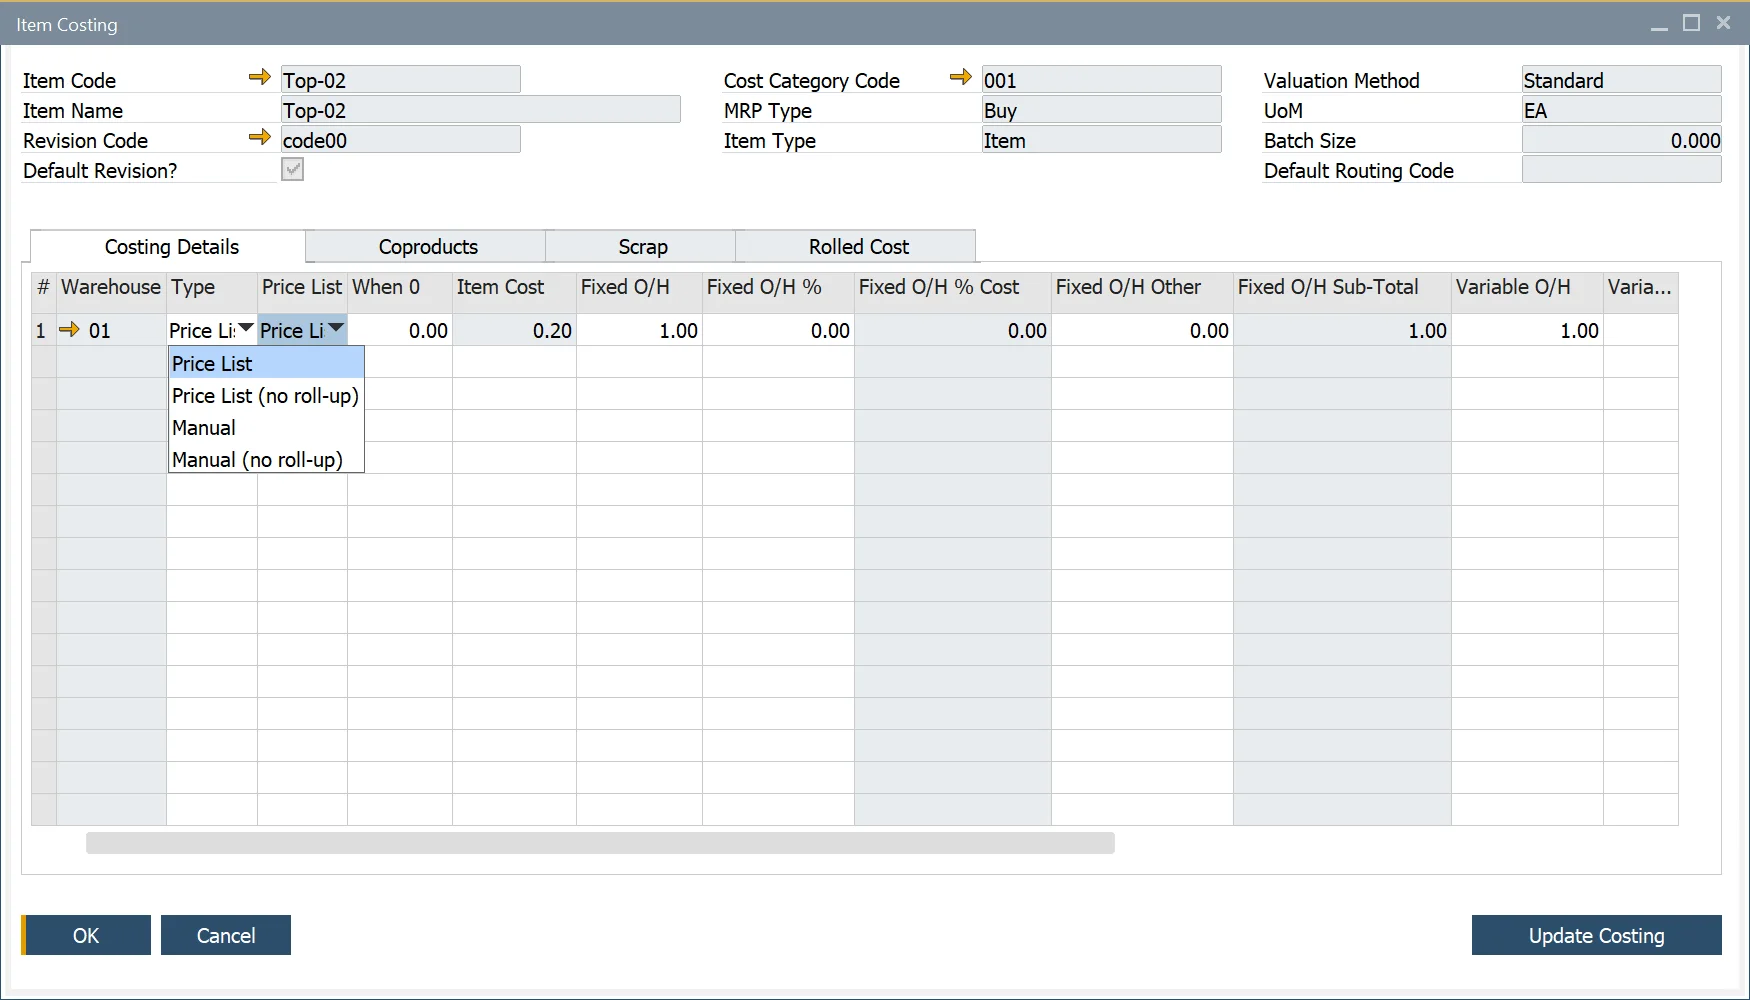 Item Costing
Item Code Top-02 Cost Category Code 001 Valuation Method Standard
Item Name Top-02 MRP Type Buy UoM EA
Revision Code code00 Item Type Item Batch Size 0.000
Default Revision? Default Routing Code
Costing Details Coproducts Scrap Rolled Cost
# Warehouse Type Price List When 0 Item Cost Fixed O/H Fixed O/H % Fixed O/H % Cost Fixed O/H Other Fixed O/H Sub-Total Variable O/H Varia...
1 01 Price Li Price Li 0.00 0.20 1.00 0.00 0.00 0.00 1.00 1.00
Price List
Price List (no roll-up)
Manual
Manual (no roll-up)
OK Cancel Update Costing